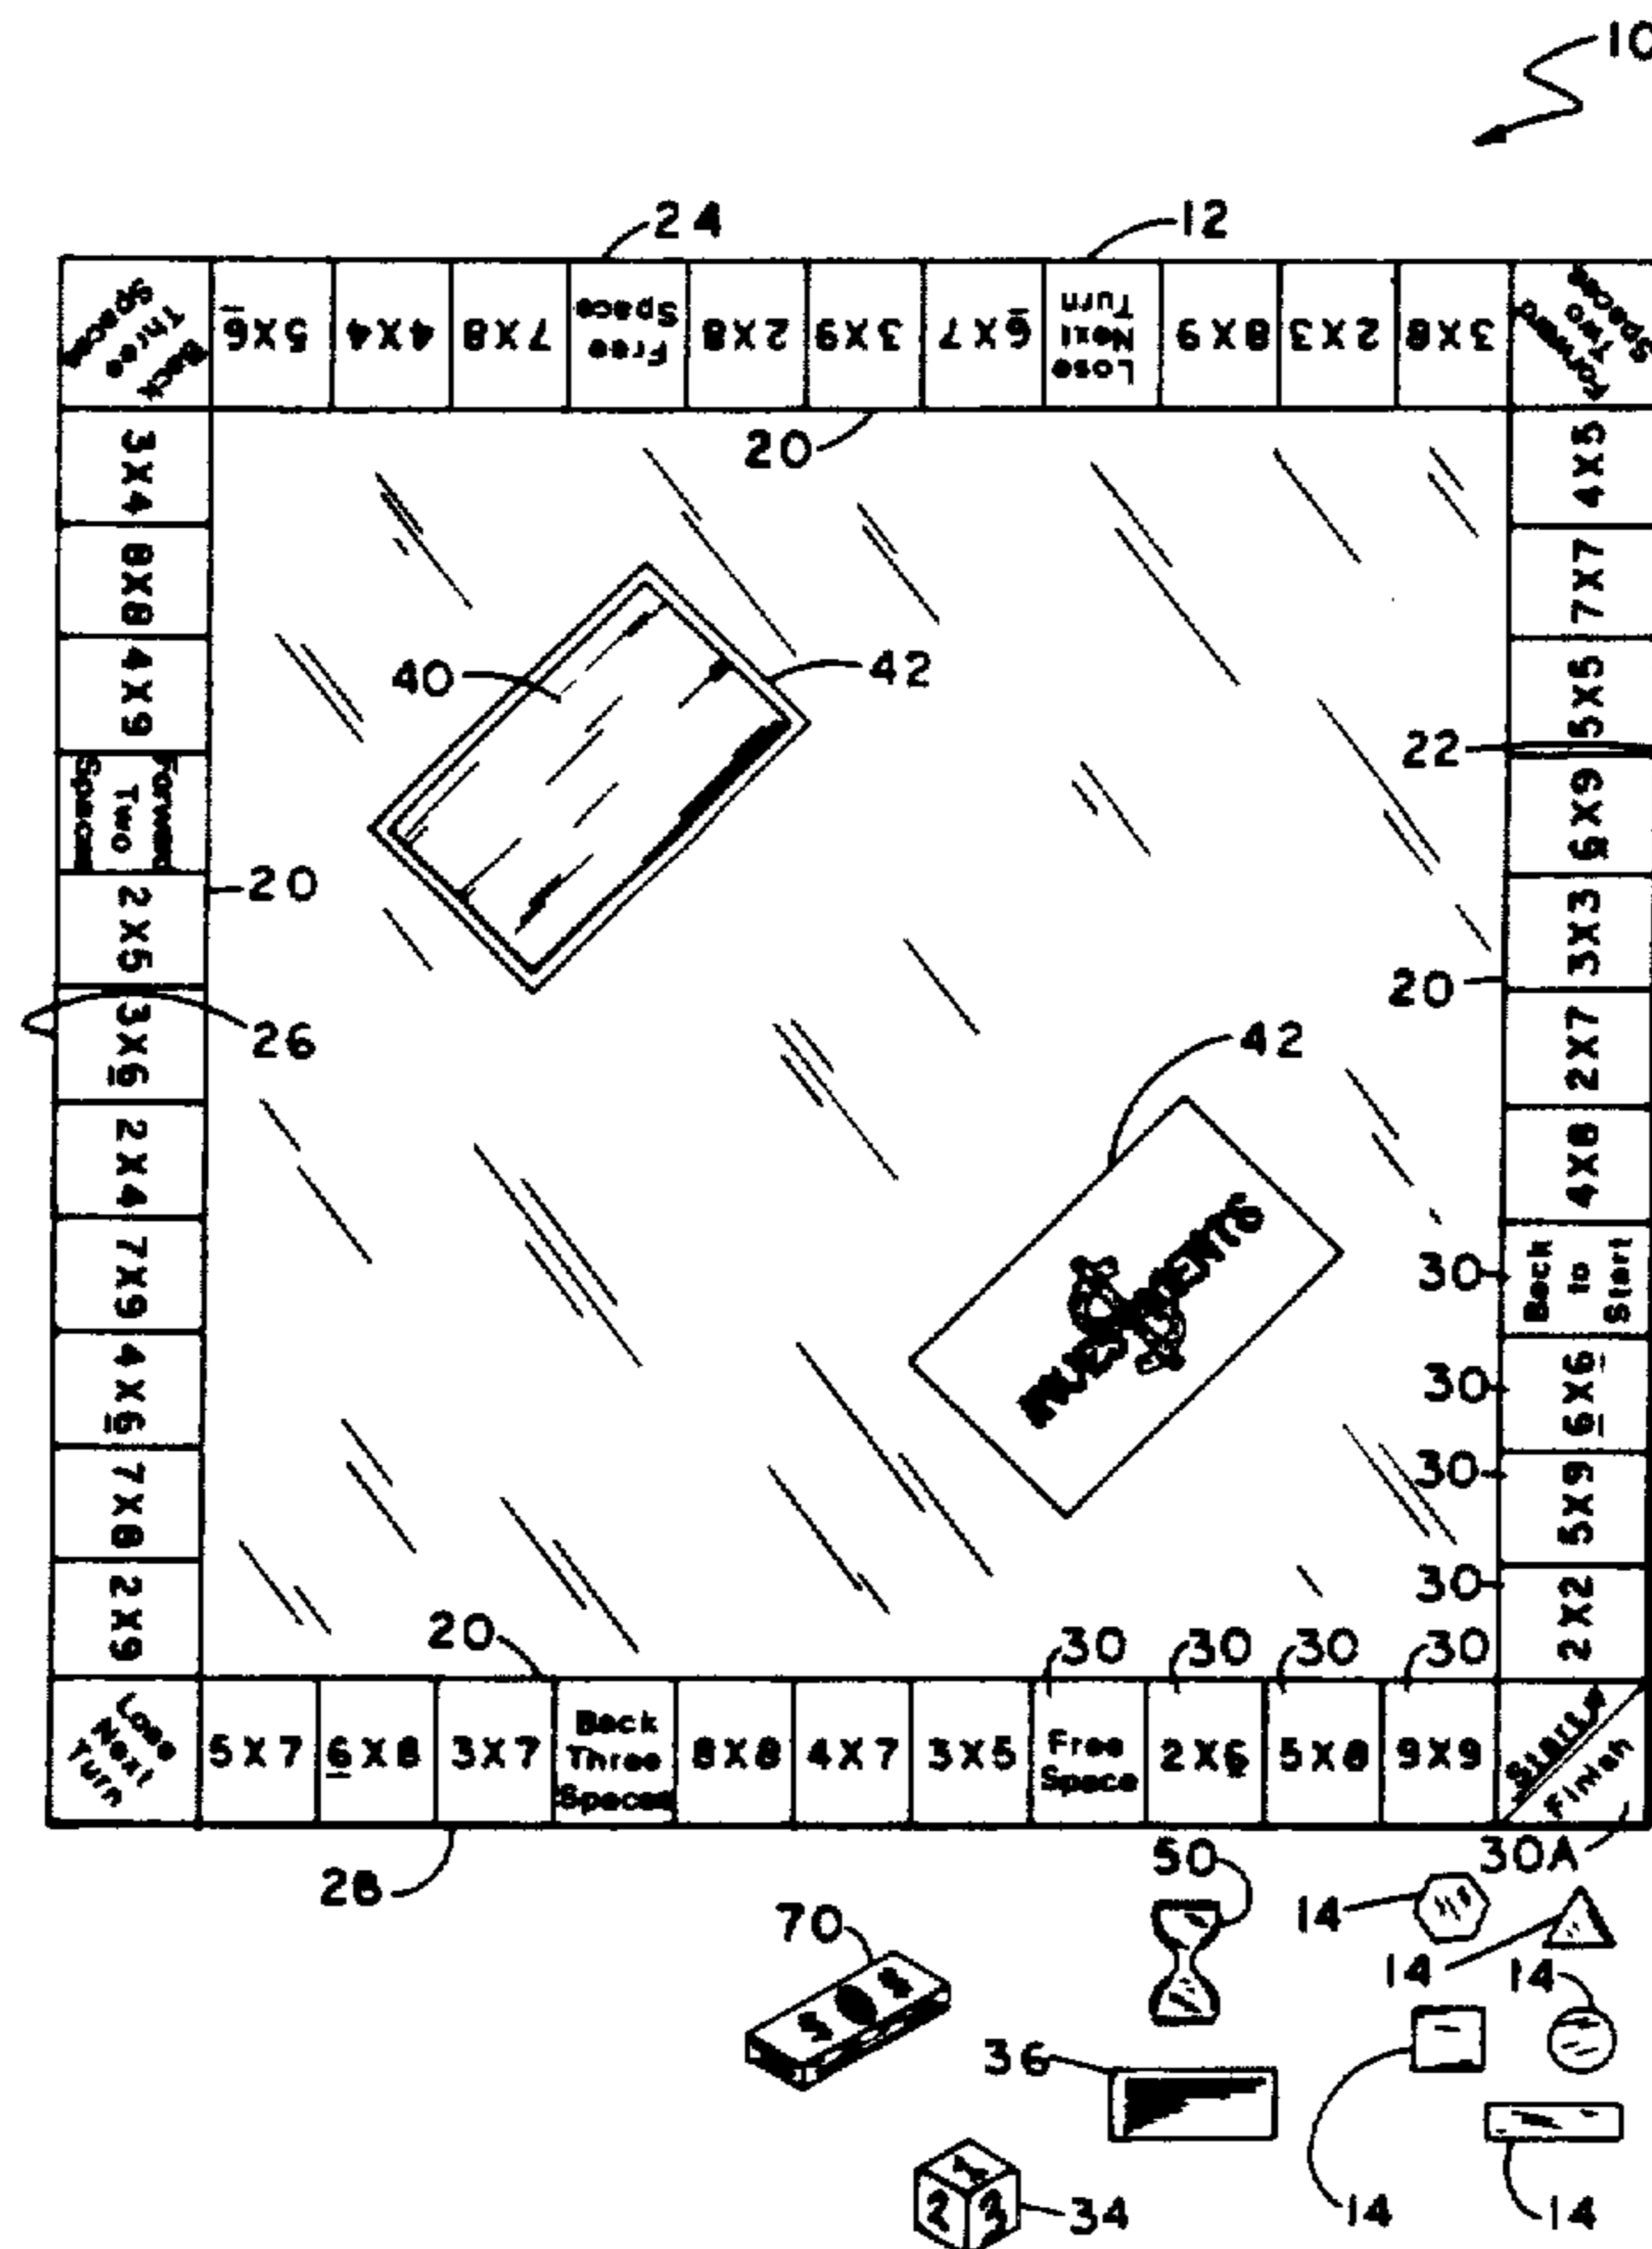 10
24
12
Back
Three
Spaces
5X6
4X4
7X8
Free
Space
2X8
3X9
6X7
Lose
Next
Turn
8X9
2X3
3X8
Forward
Two
Spaces
20
3X4
8X8
4X9
Forward
Two
Spaces
2X5
3X6
2X4
7X9
4X6
7X8
2X9
40
42
20
26
42
20
22
20
30
30
30
30
4X5
7X7
5X5
6X9
3X3
2X7
4X8
Back
to
Start
6X6
5X9
2X2
30
30
30
30
Lose
Next
Turn
5X7
6X8
3X7
Back
Three
Spaces
8X8
4X7
3X5
Free
Space
2X6
5X8
9X9
Start
Finish
28
30A
50
70
14
14
14
36
34
14
14
2